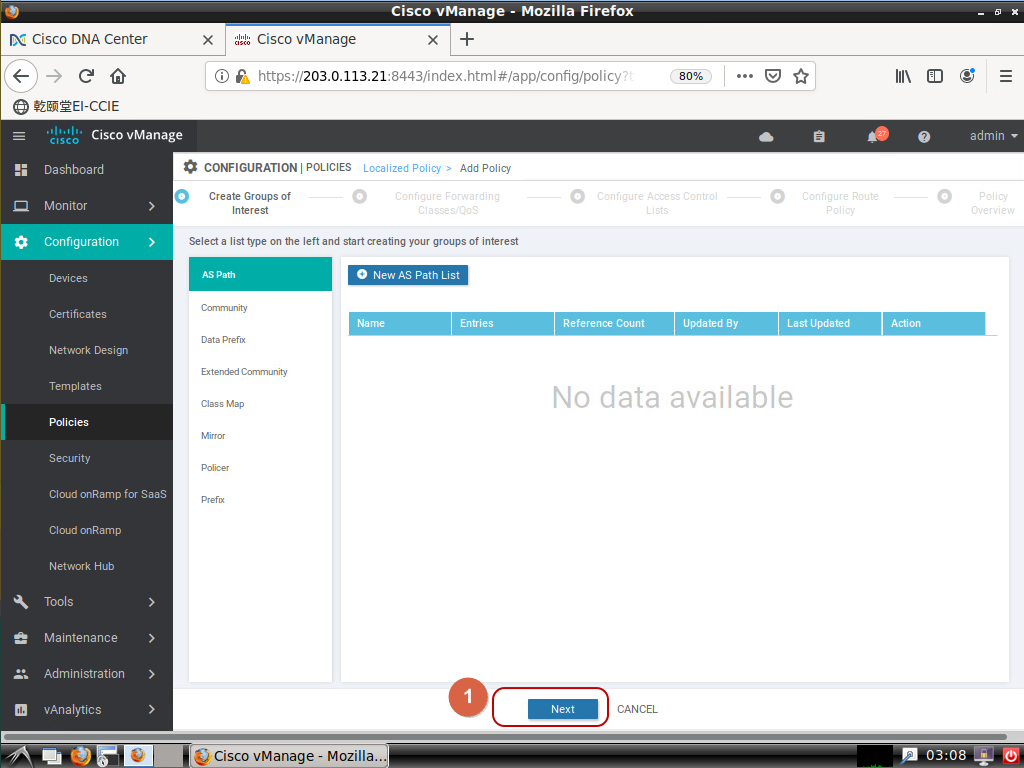 Cisco vManage - Mozilla Firefox
Cisco DNA Center
Cisco vManage
https://203.0.113.21:8443/index.html#/app/config/policy?t
80%
乾颐堂EI-CCIE
cisco
Cisco vManage
27
admin
Dashboard
Monitor
Configuration
Devices
Certificates
Network Design
Templates
Policies
Security
Cloud onRamp for SaaS
Cloud onRamp
Network Hub
Tools
Maintenance
Administration
vAnalytics
CONFIGURATION | POLICIES
Localized Policy > Add Policy
Create Groups of
Interest
Configure Forwarding
Classes/QoS
Configure Access Control
Lists
Configure Route
Policy
Policy
Overview
Select a list type on the left and start creating your groups of interest
AS Path
Community
Data Prefix
Extended Community
Class Map
Mirror
Policer
Prefix
New AS Path List
Name Entries Reference Count Updated By Last Updated Action
No data available
1
Next
CANCEL
Cisco vManage - Mozilla...
03:08